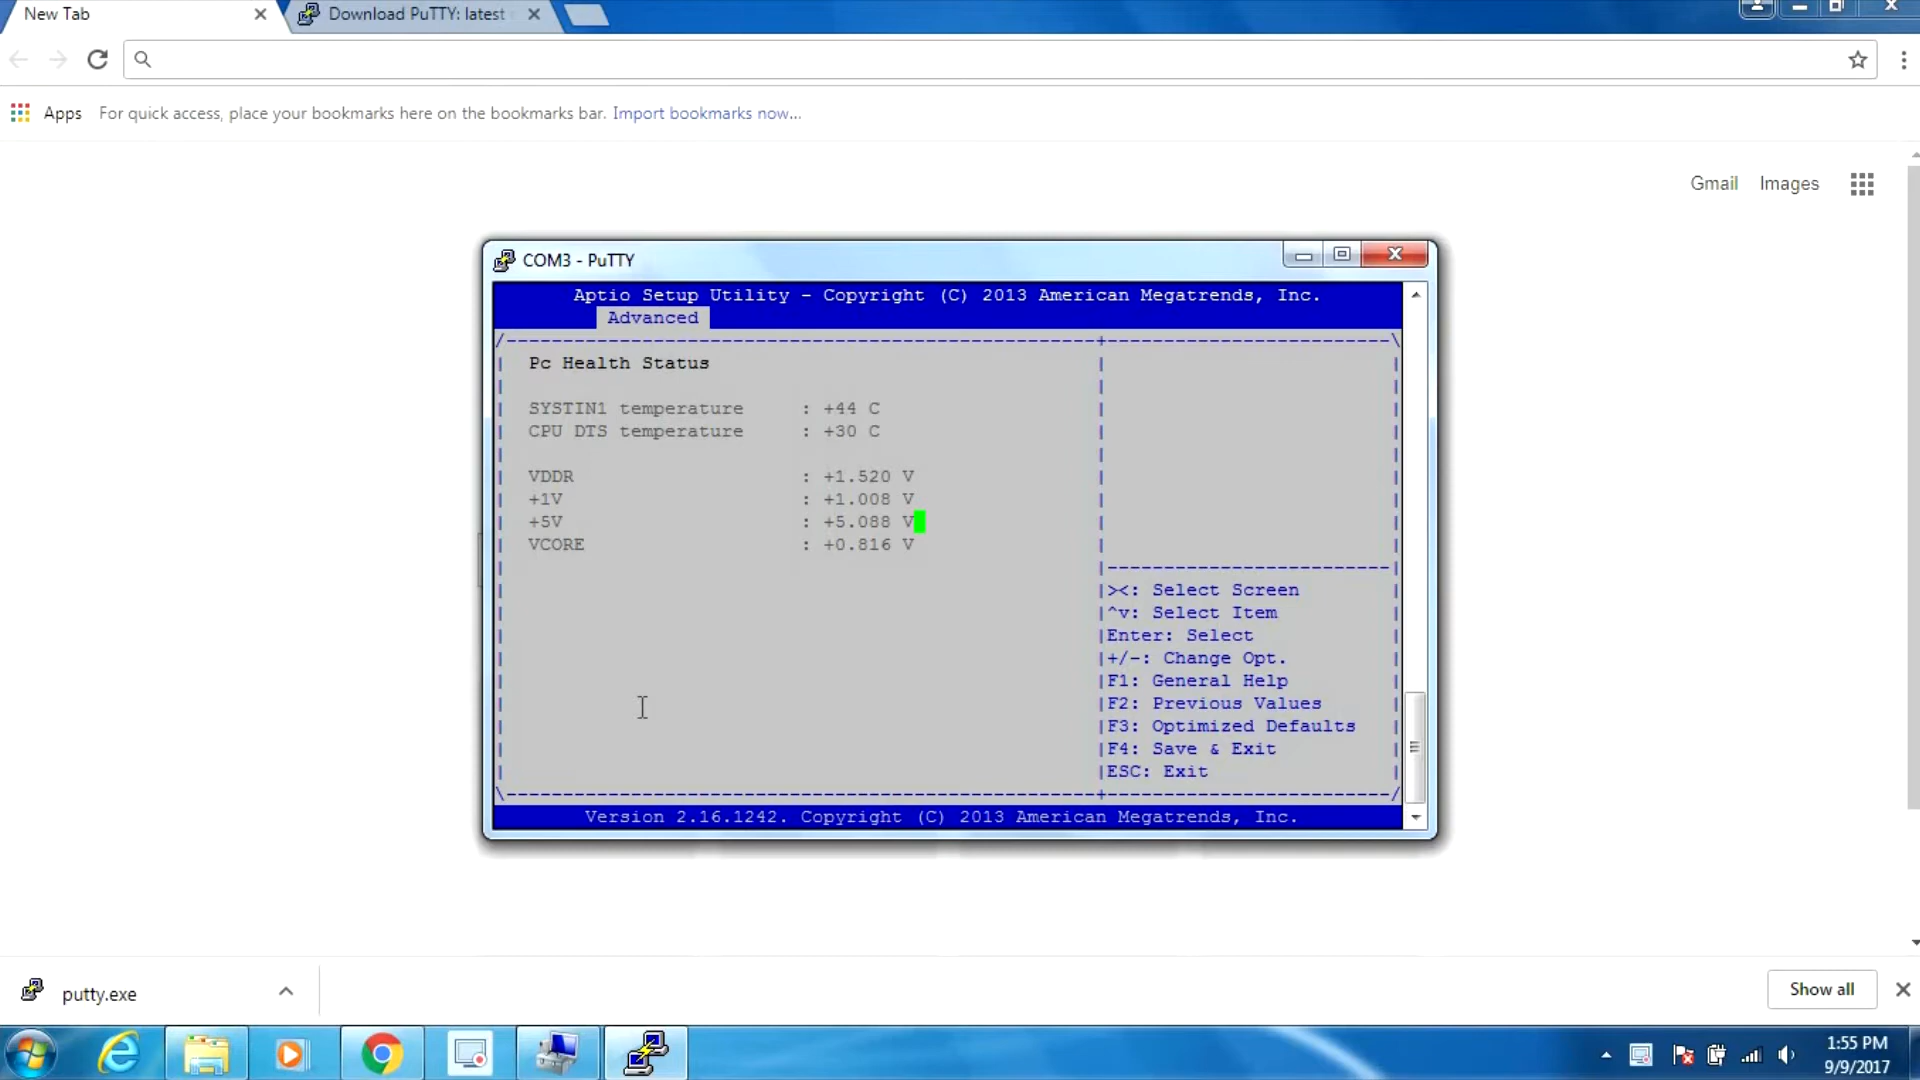 New Tab
Download PuTTY: latest
Apps For quick access, place your bookmarks here on the bookmarks bar. Import bookmarks now...
Gmail Images
COM3 - PuTTY
Aptio Setup Utility - Copyright (C) 2013 American Megatrends, Inc.
Advanced
Pc Health Status
SYSTIN1 temperature : +44 C
CPU DTS temperature : +30 C
VDDR : +1.520 V
+1V : +1.008 V
+5V : +5.088 V
VCORE : +0.816 V
><: Select Screen
^v: Select Item
Enter: Select
+/-: Change Opt.
F1: General Help
F2: Previous Values
F3: Optimized Defaults
F4: Save & Exit
ESC: Exit
Version 2.16.1242. Copyright (C) 2013 American Megatrends, Inc.
putty.exe
Show all
1:55 PM
9/9/2017